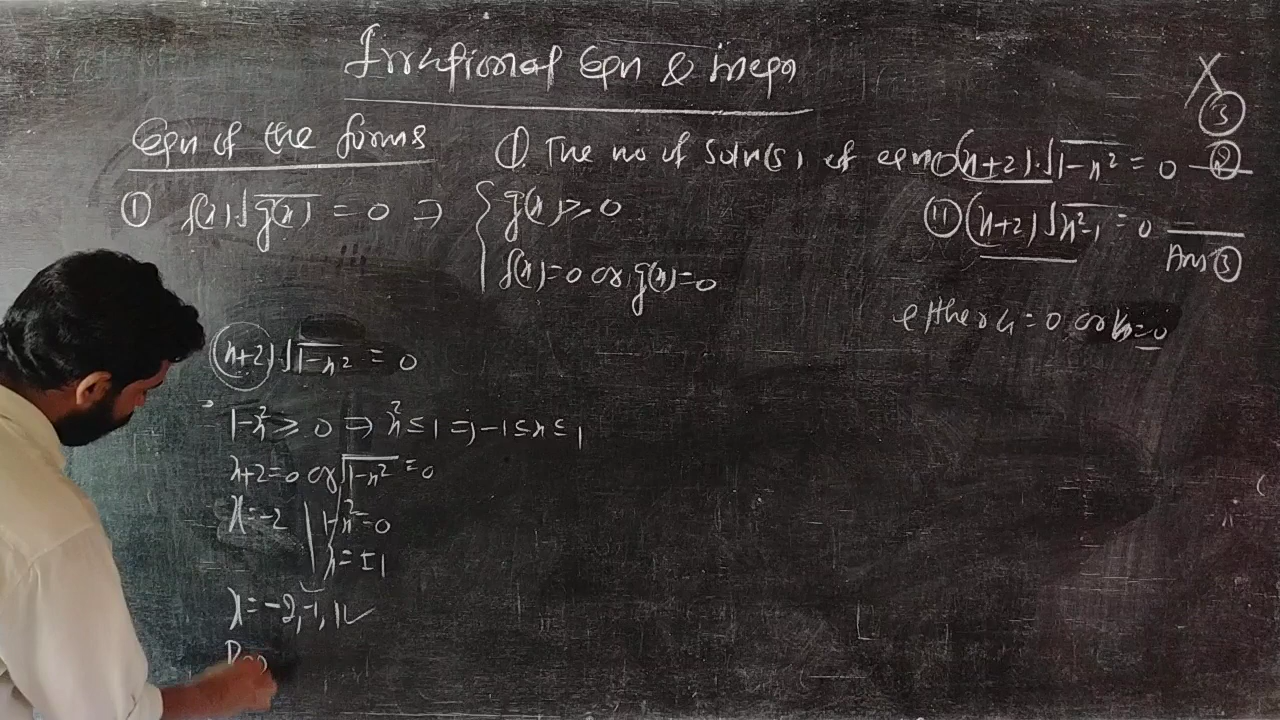 Irrational Eqn & ineqn
Eqn of the forms
① f(x).√g(x) = 0 ⇒ { g(x) ≥ 0
f(x)=0 or g(x)=0
①. The no of soln(s) of eqn ① (x+2).√1-x² = 0 ②
X
③
⑪ (x+2)√x²-1 = 0
Ans ③
either = 0 or = 0
(x+2).√1-x² = 0
1-x² ≥ 0 ⇒ x² ≤ 1 ⇒ -1 ≤ x ≤ 1
x+2=0 or √1-x² = 0
x=-2 | 1-x²=0
x=±1
x=-2,-1,1